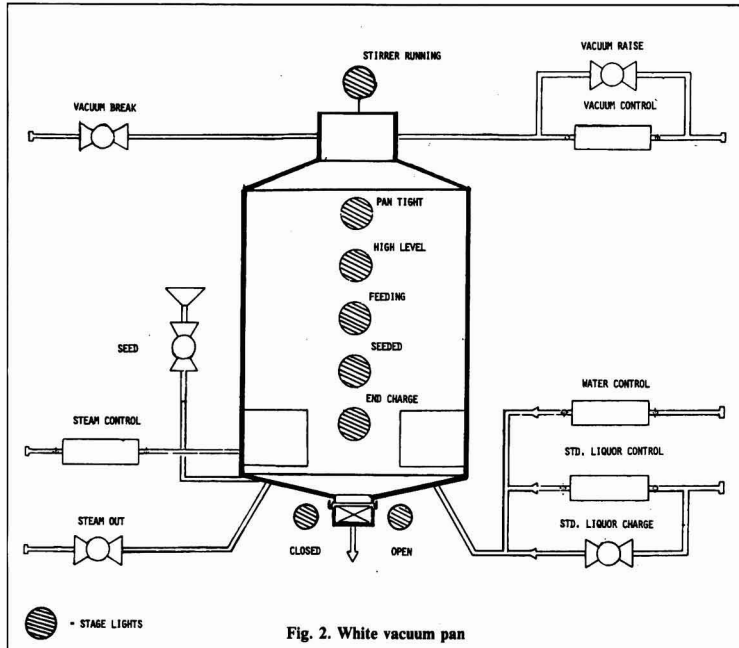 STIRRER RUNNING
VACUUM RAISE
VACUUM BREAK
VACUUM CONTROL
PAN TIGHT
HIGH LEVEL
FEEDING
SEED
SEEDED
END CHARGE
WATER CONTROL
STEAM CONTROL
STD. LIQUOR CONTROL
STEAM OUT
STD. LIQUOR CHARGE
CLOSED
OPEN
- STAGE LIGHTS
Fig. 2. White vacuum pan